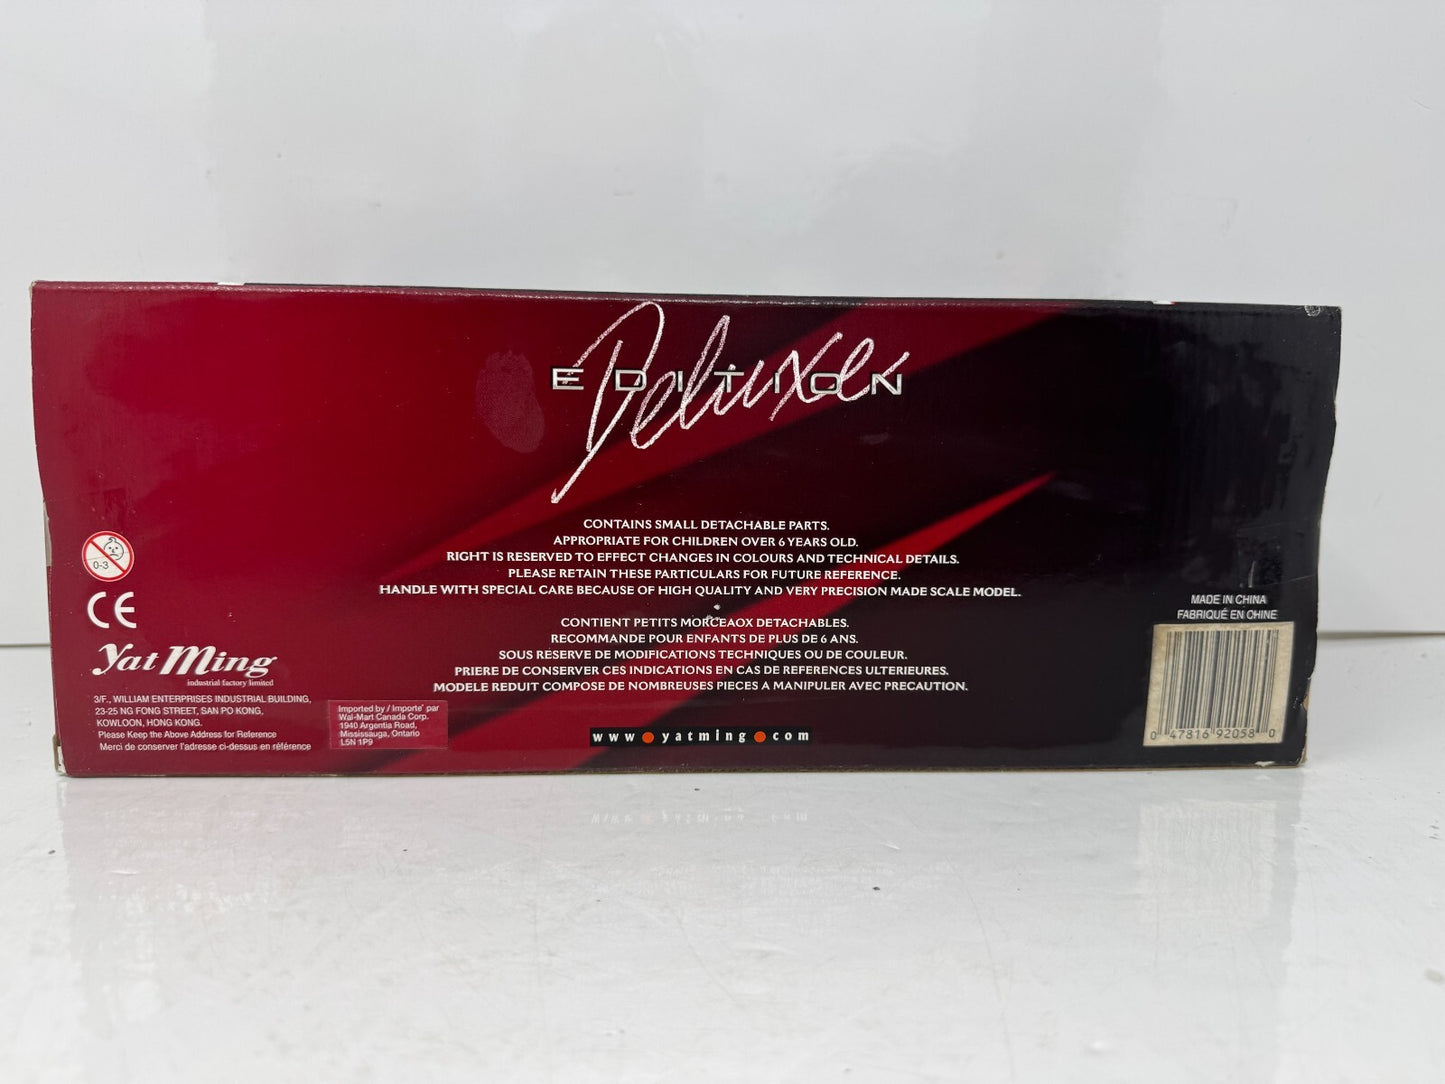 Deluxe
EDITION
CONTAINS SMALL DETACHABLE PARTS.
APPROPRIATE FOR CHILDREN OVER 6 YEARS OLD.
RIGHT IS RESERVED TO EFFECT CHANGES IN COLOURS AND TECHNICAL DETAILS.
PLEASE RETAIN THESE PARTICULARS FOR FUTURE REFERENCE.
HANDLE WITH SPECIAL CARE BECAUSE OF HIGH QUALITY AND VERY PRECISION MADE SCALE MODEL.
CONTIENT PETITS MORCEAOX DETACHABLES.
RECOMMANDE POUR ENFANTS DE PLUS DE 6 ANS.
SOUS RÉSERVE DE MODIFICATIONS TECHNIQUES OU DE COULEUR.
PRIERE DE CONSERVER CES INDICATIONS EN CAS DE REFERENCES ULTERIEURES.
MODELE REDUIT COMPOSE DE NOMBREUSES PIECES A MANIPULER AVEC PRECAUTION.
www.yatming.com
0-3
CE
Yat Ming
industrial factory limited
3/F., WILLIAM ENTERPRISES INDUSTRIAL BUILDING,
23-25 NG FONG STREET, SAN PO KONG,
KOWLOON, HONG KONG.
Please Keep the Above Address for Reference
Merci de conserver l'adresse ci-dessus en référence
Imported by / Importe' par
Wal-Mart Canada Corp.
1940 Argentia Road,
Mississauga, Ontario
L5N 1P9
MADE IN CHINA
FABRIQUÉ EN CHINE
0 47816 92058 0